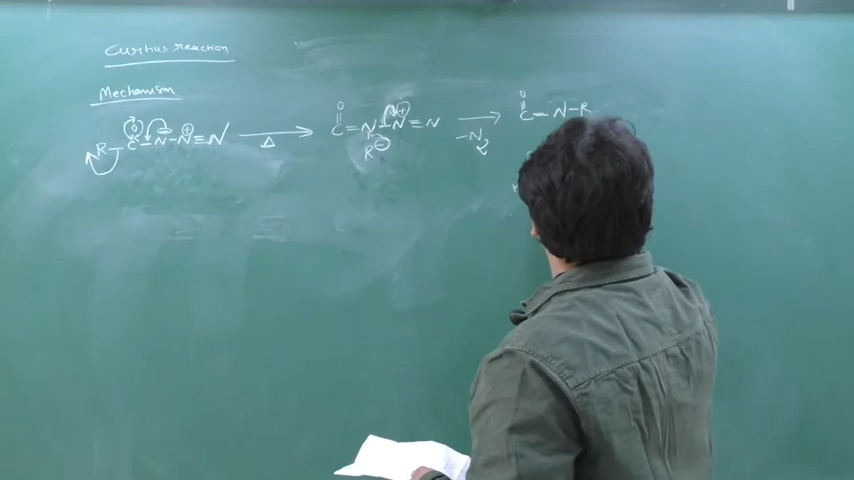 Curtius reaction
Mechanism
O O
R-C-N-N≡N → C=N-N≡N → C=N-R
Δ R⊖ -N2